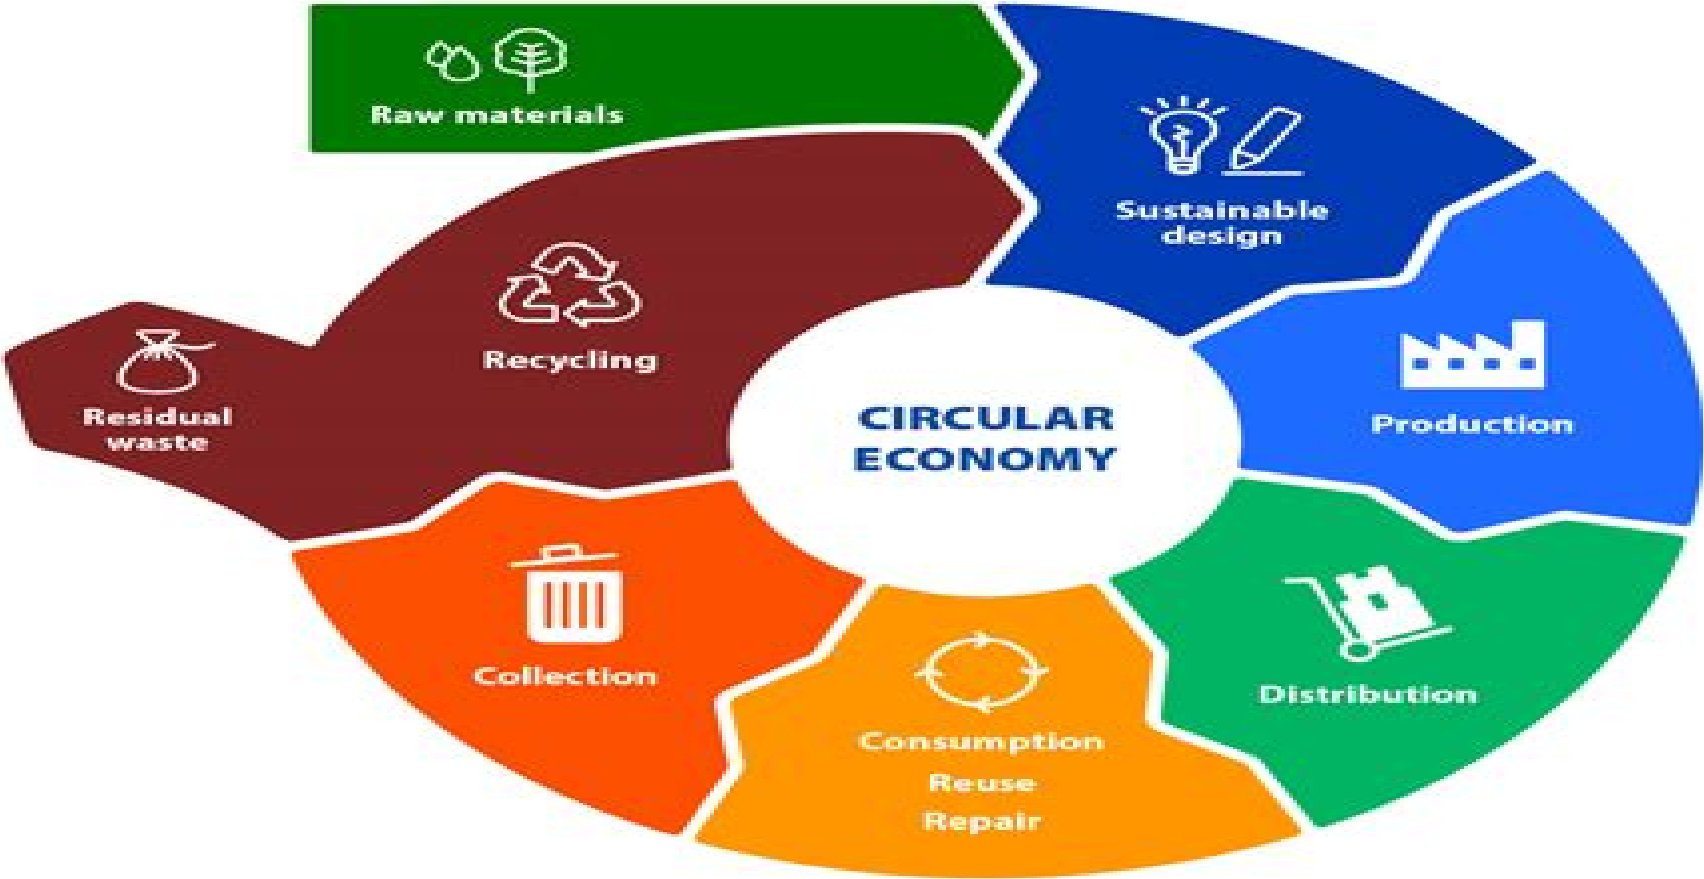 Raw materials
Sustainable
design
Production
Distribution
Consumption
Reuse
Repair
Collection
Recycling
Residual
waste
CIRCULAR
ECONOMY